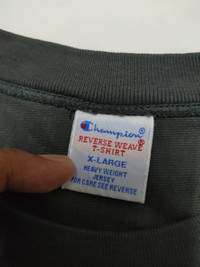 Champion®
REVERSE WEAVE®
T-SHIRT
X-LARGE
HEAVY WEIGHT
JERSEY
FOR CARE SEE REVERSE